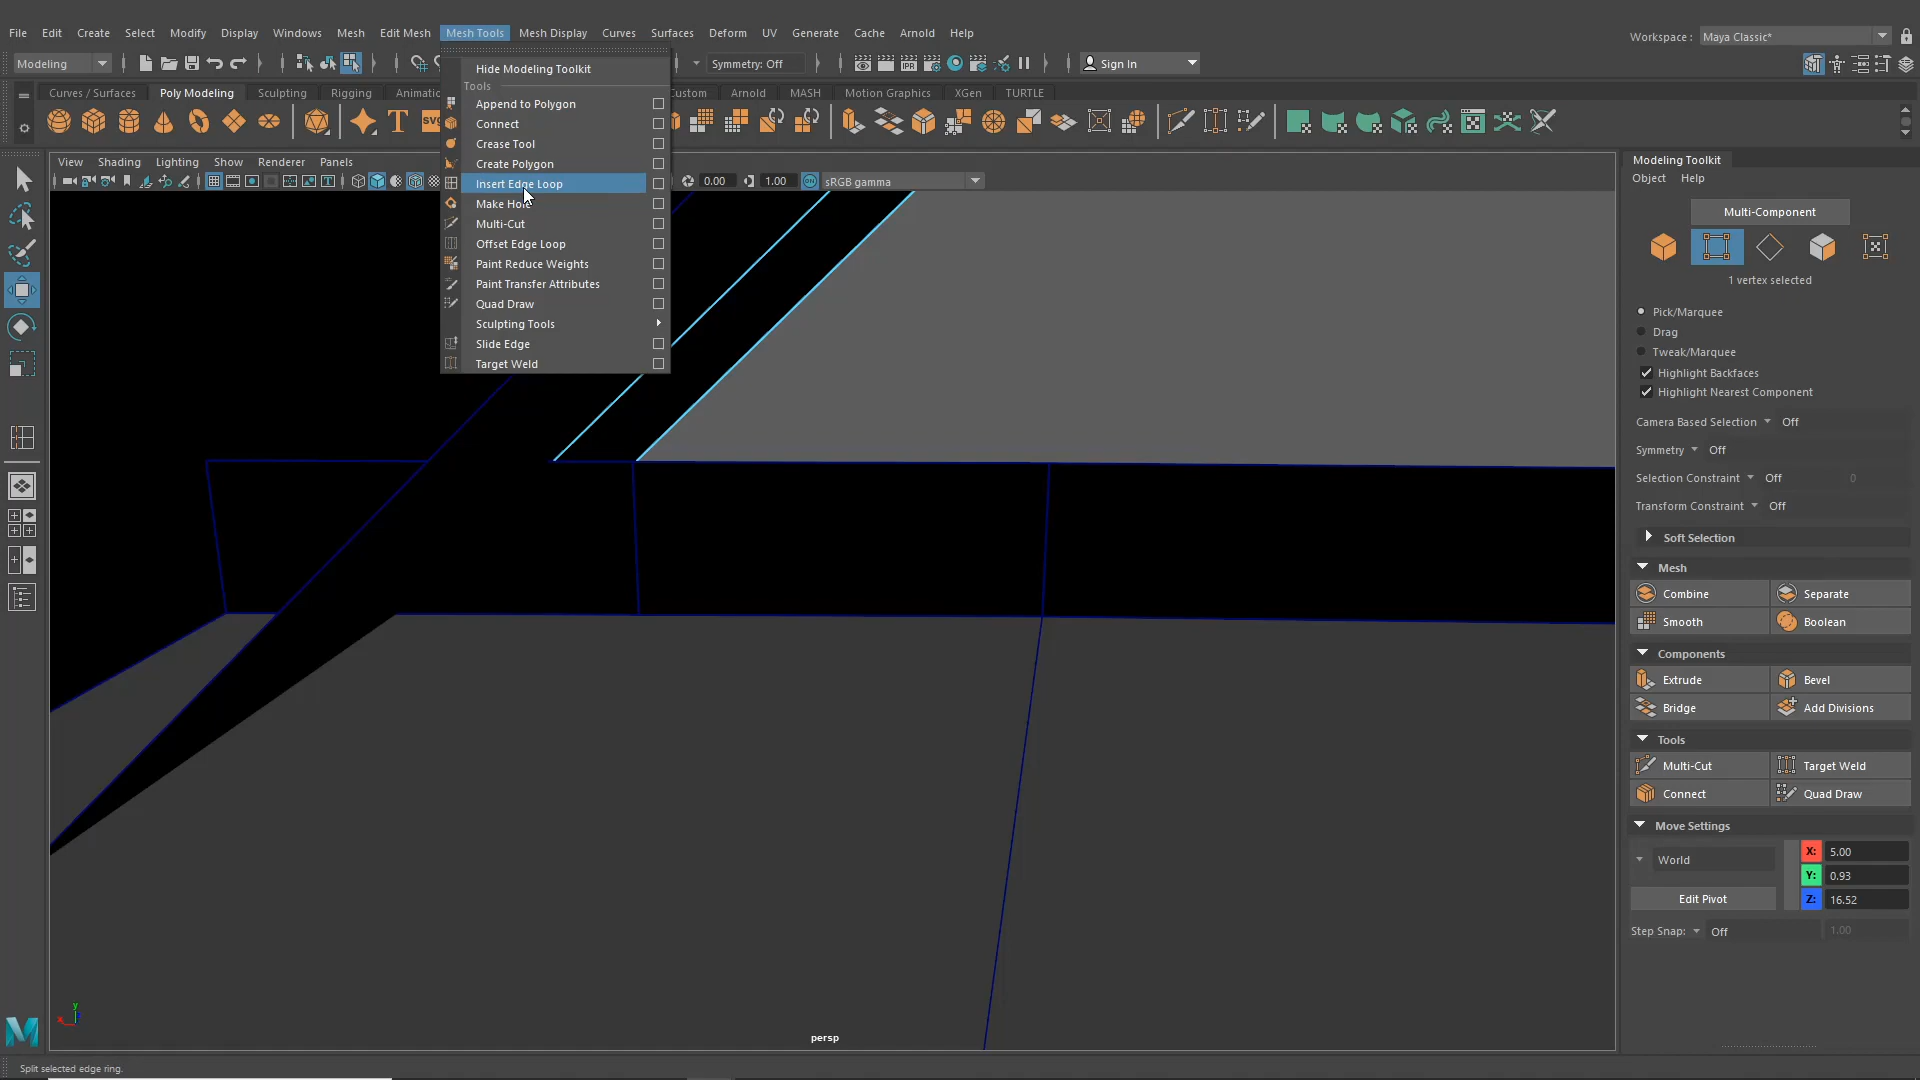 File Edit Create Select Modify Display Windows Mesh Edit Mesh Mesh Tools Mesh Display Curves Surfaces Deform UV Generate Cache Arnold Help
Workspace : Maya Classic*
Modeling
Symmetry: Off
Sign In
Curves / Surfaces Poly Modeling Sculpting Rigging Animatio ustom Arnold MASH Motion Graphics XGen TURTLE
View Shading Lighting Show Renderer Panels
0.00 1.00 ON sRGB gamma
Hide Modeling Toolkit
Tools
Append to Polygon
Connect
Crease Tool
Create Polygon
Insert Edge Loop
Make Hol
Multi-Cut
Offset Edge Loop
Paint Reduce Weights
Paint Transfer Attributes
Quad Draw
Sculpting Tools
Slide Edge
Target Weld
Modeling Toolkit
Object Help
Multi-Component
1 vertex selected
Pick/Marquee
Drag
Tweak/Marquee
Highlight Backfaces
Highlight Nearest Component
Camera Based Selection Off
Symmetry Off
Selection Constraint Off 0
Transform Constraint Off
Soft Selection
Mesh
Combine Separate
Smooth Boolean
Components
Extrude Bevel
Bridge Add Divisions
Tools
Multi-Cut Target Weld
Connect Quad Draw
Move Settings
World
X: 5.00
Y: 0.93
Edit Pivot
Z: 16.52
Step Snap: Off 1.00
y
x
persp
Split selected edge ring.